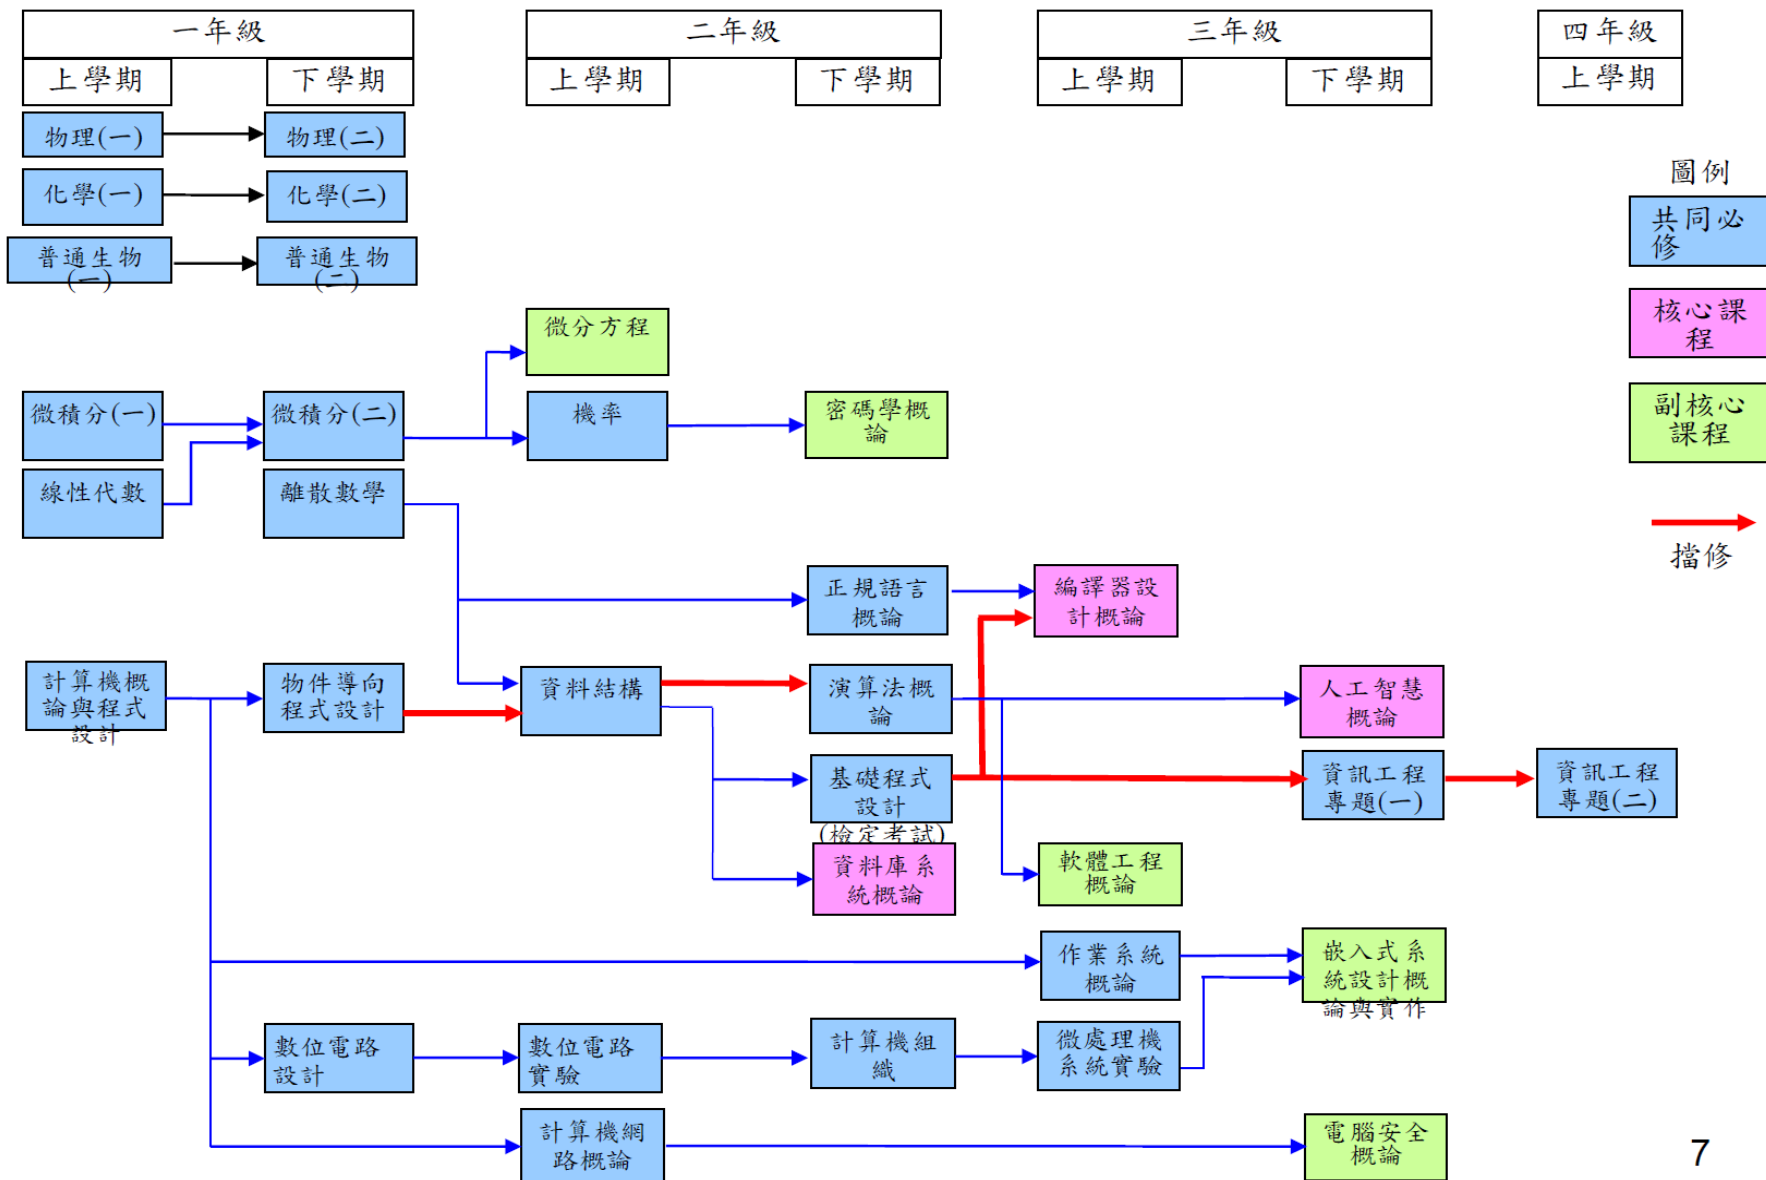 一年級
二年級
三年級
四年級
上學期
下學期
上學期
下學期
上學期
下學期
上學期
物理(一)
物理(二)
化學(一)
化學(二)
普通生物
(一)
普通生物
(二)
圖例
共同必
修
核心課
程
副核心
課程
擋修
微分方程
微積分(一)
微積分(二)
機率
密碼學概
論
線性代數
離散數學
正規語言
概論
編譯器設
計概論
計算機概
論與程式
設計
物件導向
程式設計
資料結構
演算法概
論
人工智慧
概論
基礎程式
設計
(檢定考試)
資訊工程
專題(一)
資訊工程
專題(二)
資料庫系
統概論
軟體工程
概論
作業系統
概論
嵌入式系
統設計概
論與實作
數位電路
設計
數位電路
實驗
計算機組
織
微處理機
系統實驗
計算機網
路概論
電腦安全
概論
7